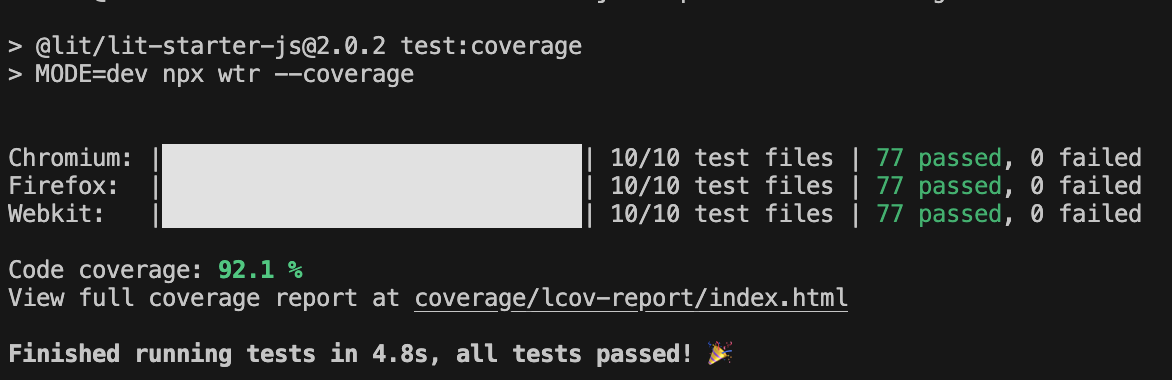 > @lit/lit-starter-js@2.0.2 test:coverage
> MODE=dev npx wtr --coverage
Chromium: | | 10/10 test files | 77 passed, 0 failed
Firefox: | | 10/10 test files | 77 passed, 0 failed
Webkit: | | 10/10 test files | 77 passed, 0 failed
Code coverage: 92.1 %
View full coverage report at coverage/lcov-report/index.html
Finished running tests in 4.8s, all tests passed! 🎉